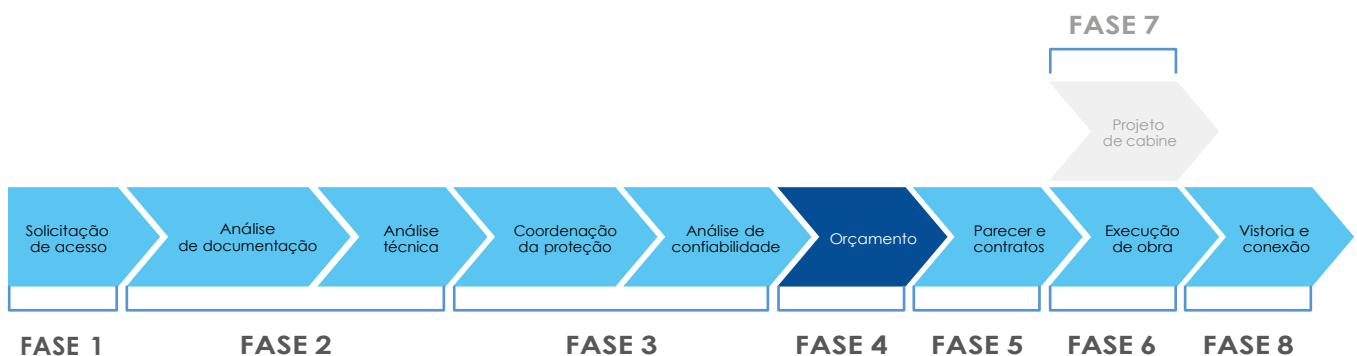 FASE 7
Projeto
de cabine
Solicitação
de acesso
Análise
de documentação
Análise
técnica
Coordenação
da proteção
Análise de
confiabilidade
Orçamento
Parecer e
contratos
Execução
de obra
Vistoria e
conexão
FASE 1
FASE 2
FASE 3
FASE 4
FASE 5
FASE 6
FASE 8